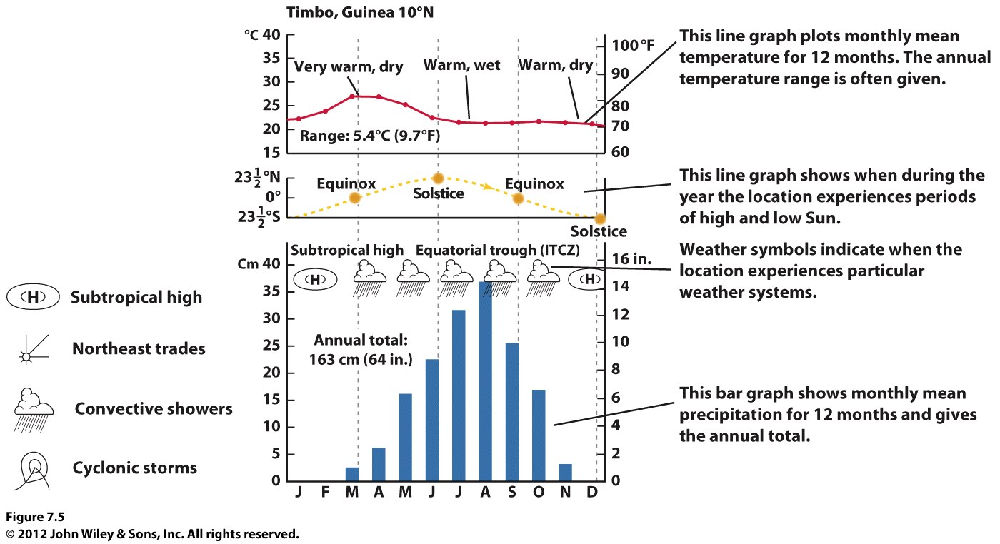 Timbo, Guinea 10°N
°C 40
35
30
25
20
15
100 °F
90
80
70
60
Very warm, dry
Warm, wet
Warm, dry
Range: 5.4°C (9.7°F)
This line graph plots monthly mean
temperature for 12 months. The annual
temperature range is often given.
23½°N
0°
23½°S
Equinox
Solstice
Equinox
Solstice
This line graph shows when during the
year the location experiences periods
of high and low Sun.
Subtropical high
Equatorial trough (ITCZ)
Cm 40
35
30
25
20
15
10
5
0
16 in.
14
12
10
8
6
4
2
0
H
H
Annual total:
163 cm (64 in.)
J F M A M J J A S O N D
Weather symbols indicate when the
location experiences particular
weather systems.
This bar graph shows monthly mean
precipitation for 12 months and gives
the annual total.
H Subtropical high
Northeast trades
Convective showers
Cyclonic storms
Figure 7.5
© 2012 John Wiley & Sons, Inc. All rights reserved.